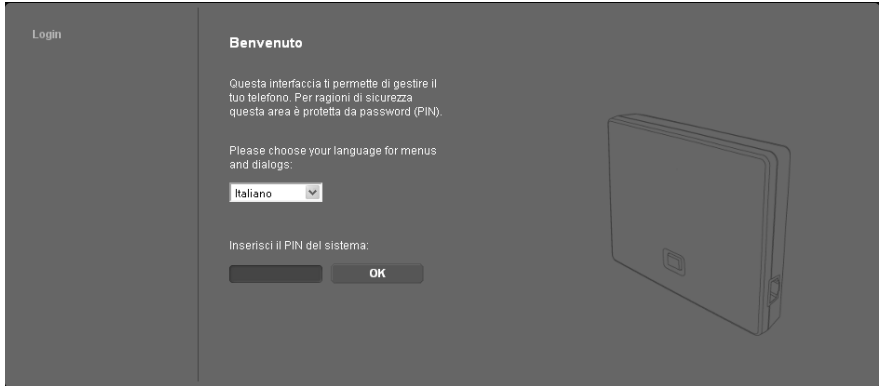 Login
Benvenuto
Questa interfaccia ti permette di gestire il
tuo telefono. Per ragioni di sicurezza
questa area è protetta da password (PIN).
Please choose your language for menus
and dialogs:
Italiano
Inserisci il PIN del sistema:
OK